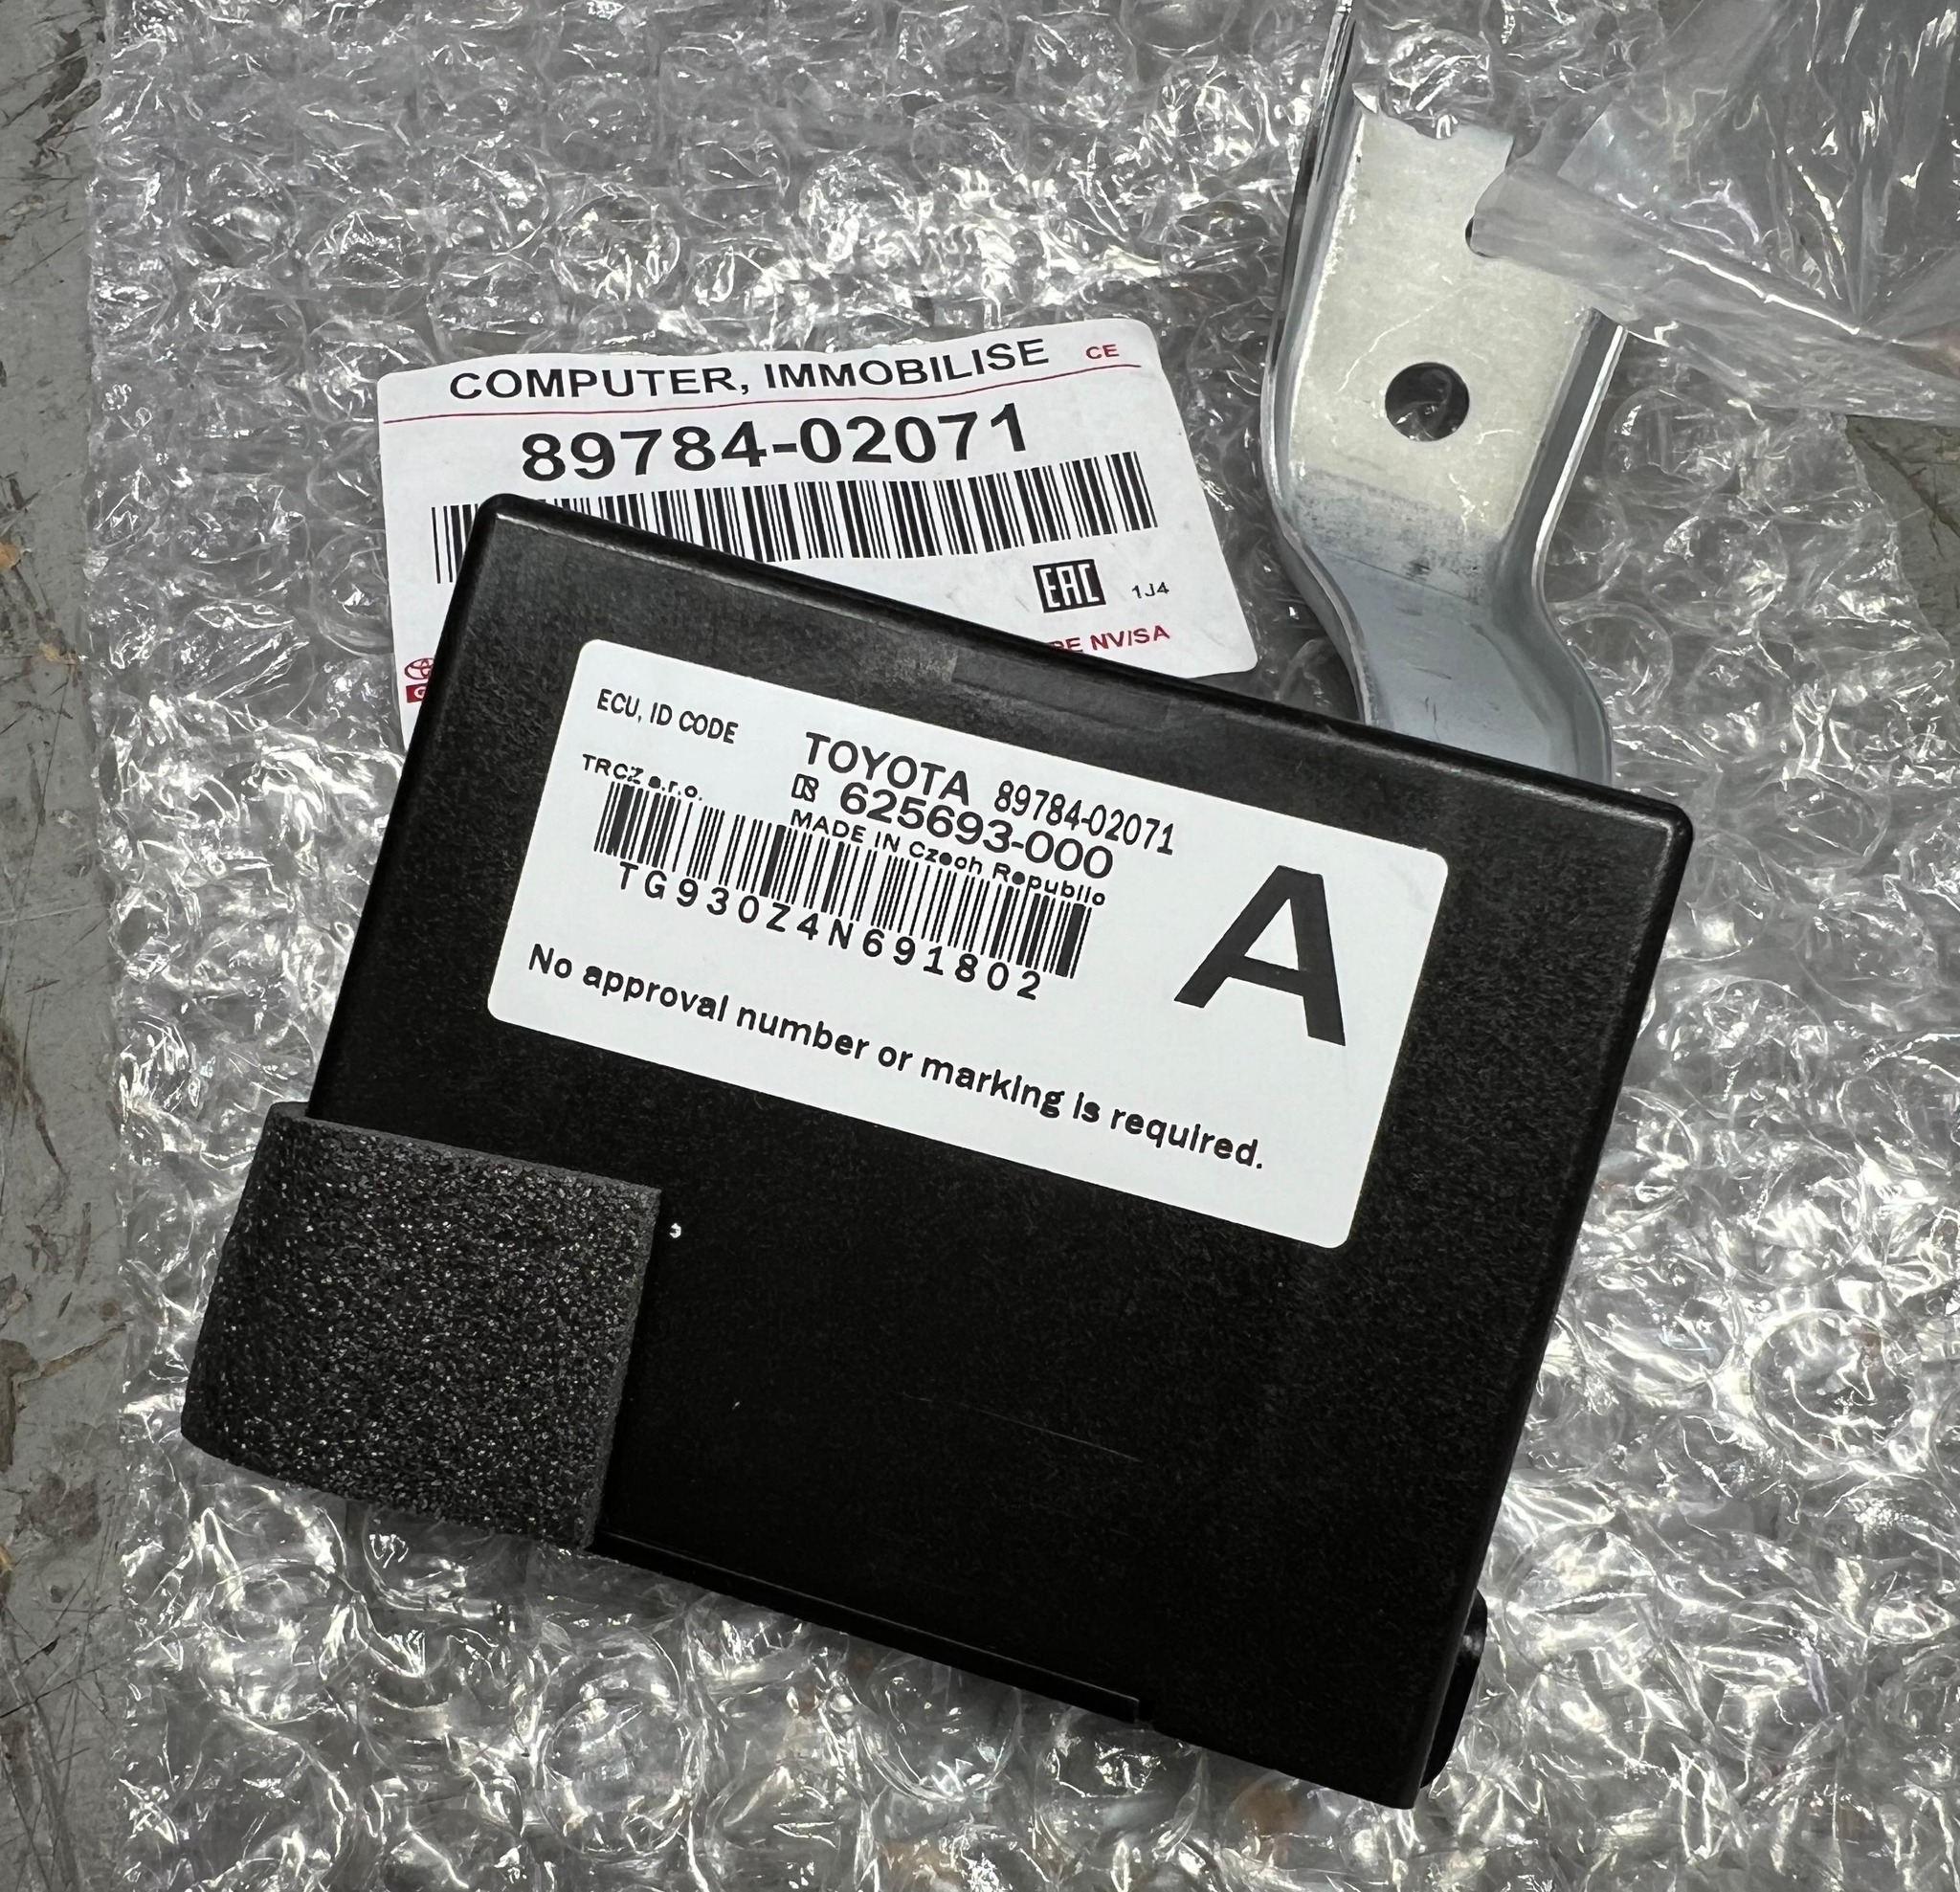 COMPUTER, IMMOBILISE CE
89784-02071
EAC 1J4
NV/SA
ECU, ID CODE TOYOTA 89784-02071
TRCZ s.r.o. 625693-000
MADE IN Czech Republic
TG930Z4N691802
A
No approval number or marking is required.